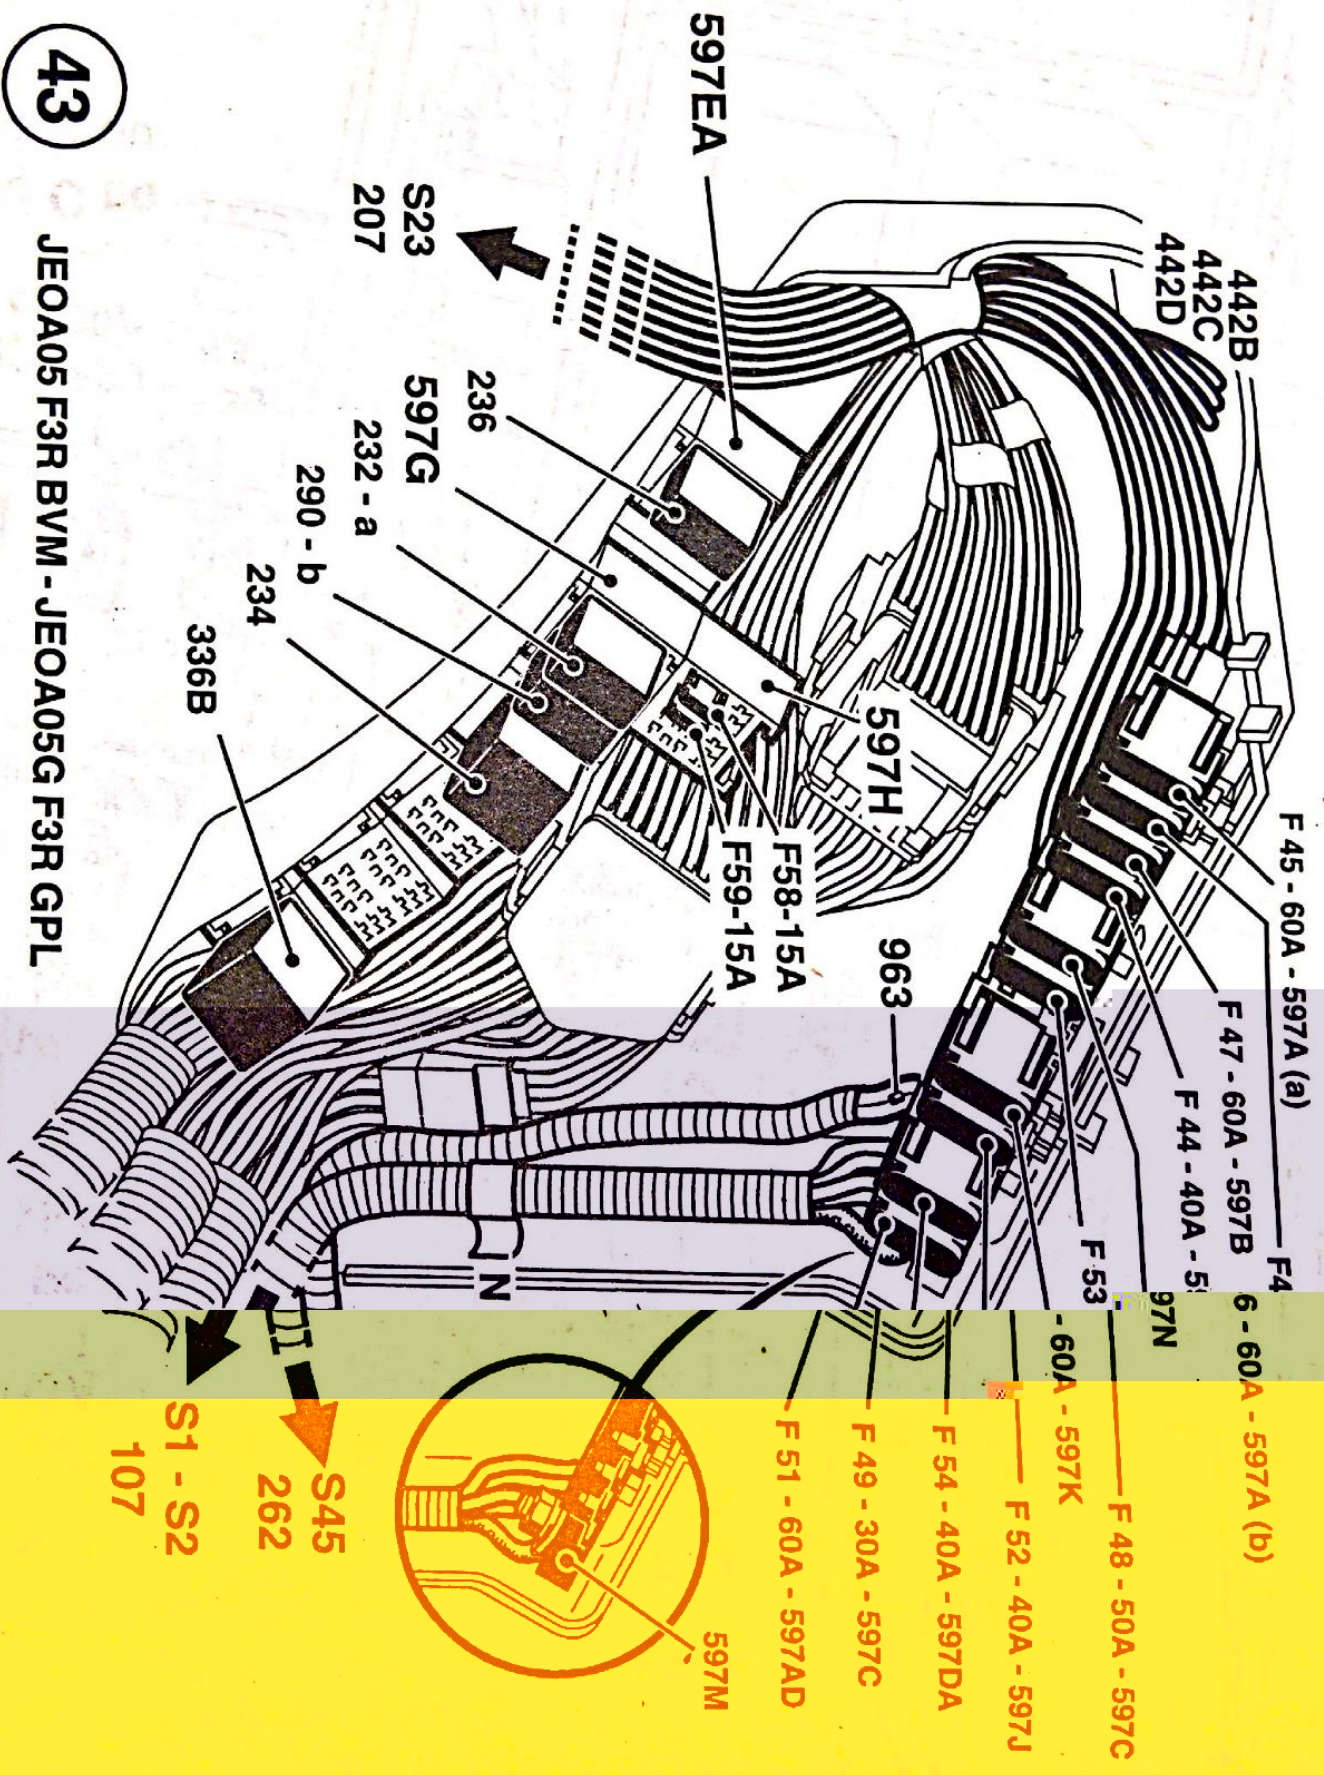 F 45 - 60A - 597A (a)
F4
6 - 60A - 597A (b)
F 47 - 60A - 597B
F 44 - 40A - 5
97N
F 48 - 50A - 597C
F 53
- 60A - 597K
F 52 - 40A - 597J
F 54 - 40A - 597DA
F 49 - 30A - 597C
F 51 - 60A - 597AD
442B
442C
442D
963
597H
F58-15A
F59-15A
597M
597EA
N
236
597G
S23
207
232 - a
290 - b
234
336B
S45
262
S1 - S2
107
43
JEOA05 F3R BVM - JEOA05G F3R GPL